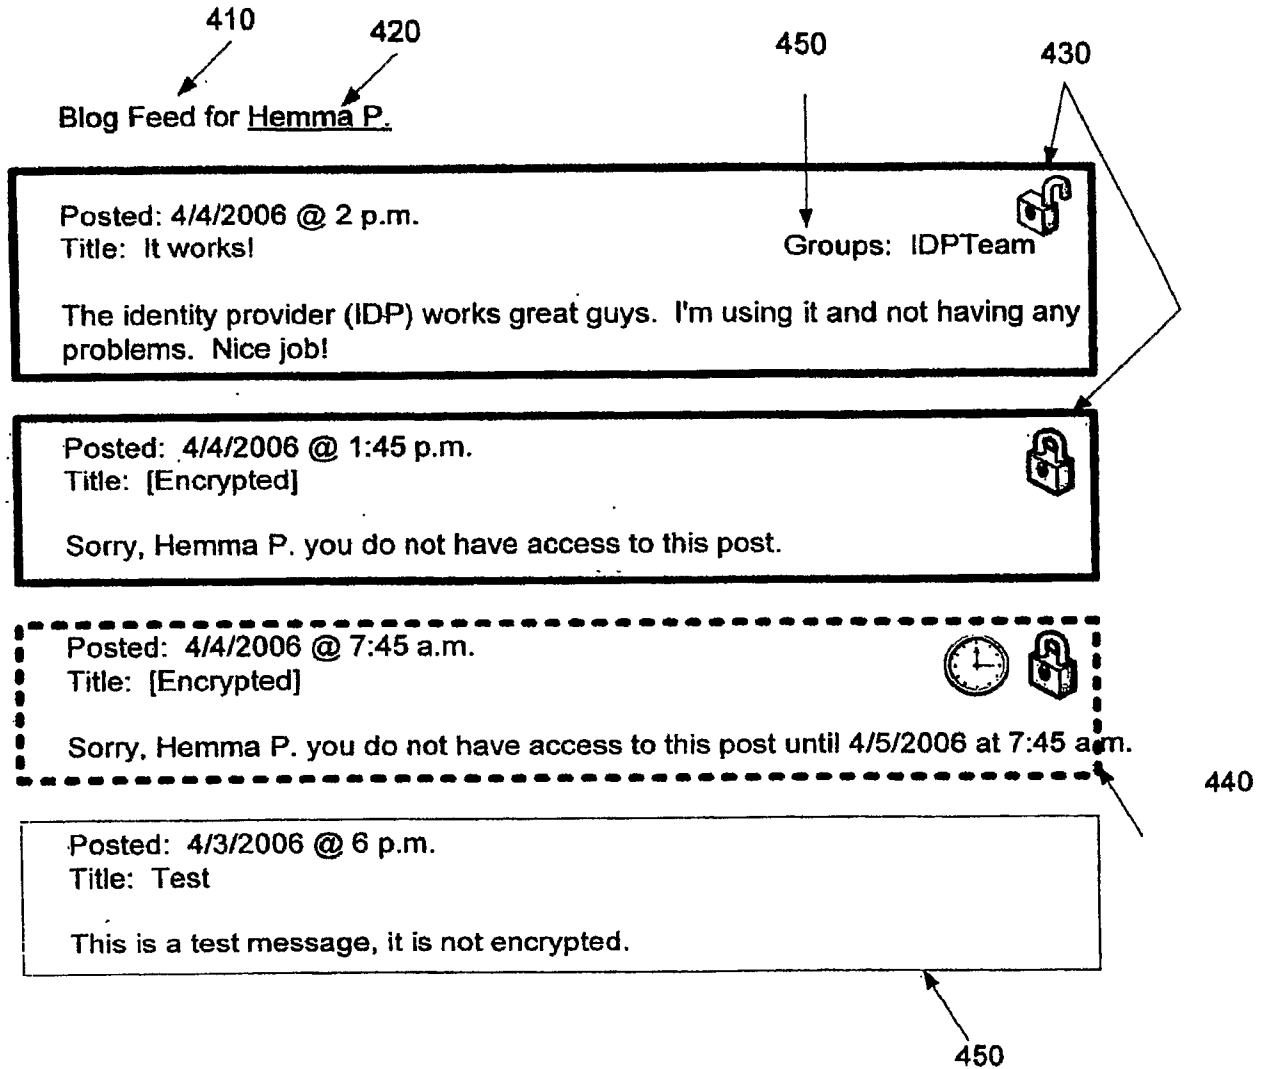 410
420
450
430
Blog Feed for Hemma P.
Posted: 4/4/2006 @ 2 p.m.
Title: It works!
Groups: IDPTeam
The identity provider (IDP) works great guys. I'm using it and not having any
problems. Nice job!
Posted: 4/4/2006 @ 1:45 p.m.
Title: [Encrypted]
Sorry, Hemma P. you do not have access to this post.
Posted: 4/4/2006 @ 7:45 a.m.
Title: [Encrypted]
Sorry, Hemma P. you do not have access to this post until 4/5/2006 at 7:45 a.m.
440
Posted: 4/3/2006 @ 6 p.m.
Title: Test
This is a test message, it is not encrypted.
450